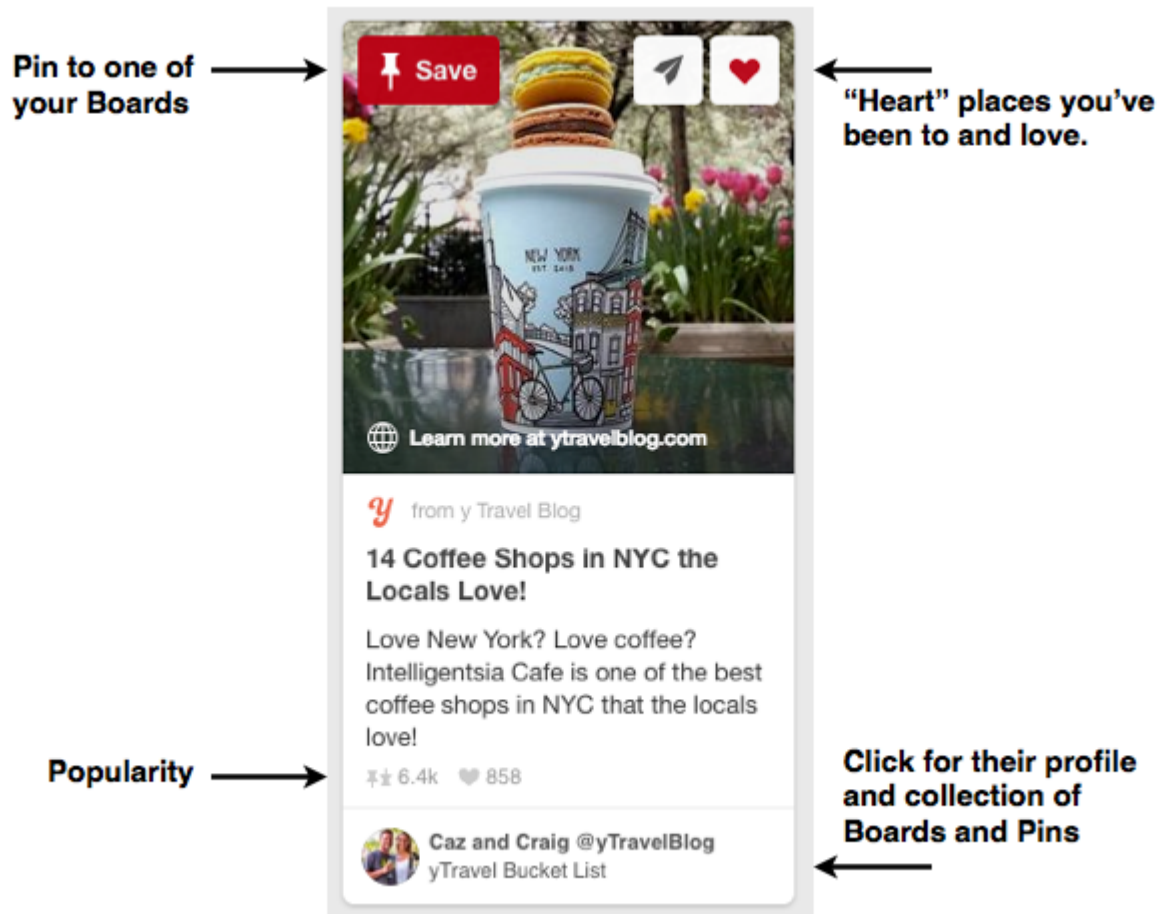 Pin to one of
your Boards
Save
“Heart” places you’ve
been to and love.
NEW YORK
EST. 2015
Learn more at ytravelblog.com
y from y Travel Blog
14 Coffee Shops in NYC the
Locals Love!
Love New York? Love coffee?
Intelligentsia Cafe is one of the best
coffee shops in NYC that the locals
love!
Popularity
6.4k 858
Click for their profile
and collection of
Boards and Pins
Caz and Craig @yTravelBlog
yTravel Bucket List